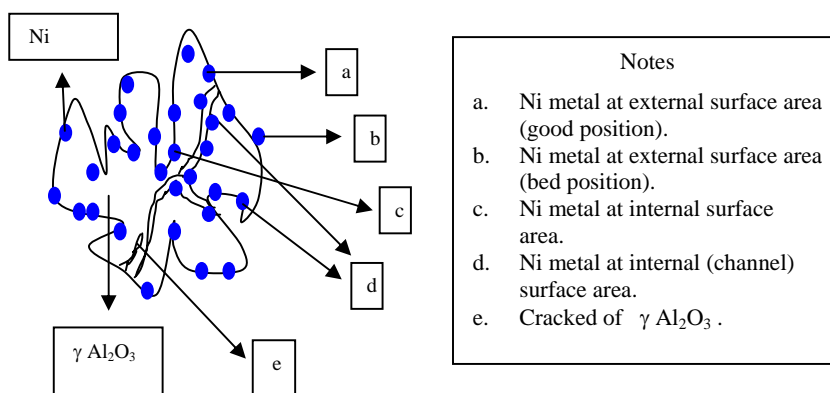 Ni
a
b
c
d
γ Al₂O₃
e
Notes
a. Ni metal at external surface area
(good position).
b. Ni metal at external surface area
(bed position).
c. Ni metal at internal surface
area.
d. Ni metal at internal (channel)
surface area.
e. Cracked of γ Al₂O₃ .